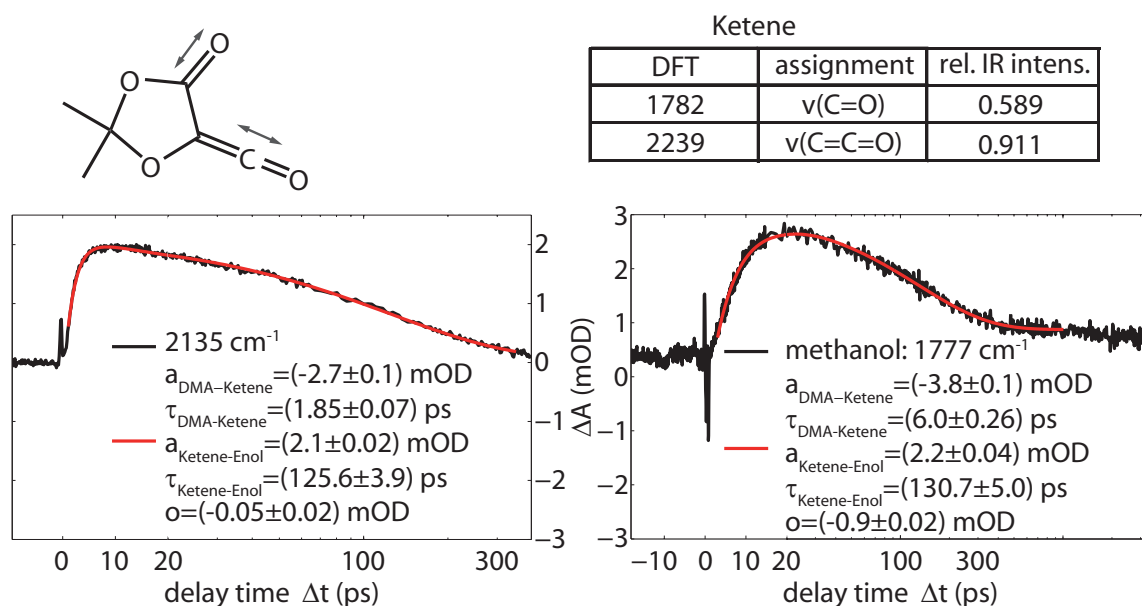 O
O
O
C
O
Ketene
DFT assignment rel. IR intens.
1782 ν(C=O) 0.589
2239 ν(C=C=O) 0.911
2135 cm⁻¹
a_DMA–Ketene=(-2.7±0.1) mOD
τ_DMA-Ketene=(1.85±0.07) ps
a_Ketene-Enol=(2.1±0.02) mOD
τ_Ketene-Enol=(125.6±3.9) ps
o=(-0.05±0.02) mOD
2
1
0
−1
−2
−3
0 10 20 100 300
delay time Δt (ps)
ΔA (mOD)
3
2
1
0
−1
−2
−3
methanol: 1777 cm⁻¹
a_DMA–Ketene=(-3.8±0.1) mOD
τ_DMA-Ketene=(6.0±0.26) ps
a_Ketene-Enol=(2.2±0.04) mOD
τ_Ketene-Enol=(130.7±5.0) ps
o=(-0.9±0.02) mOD
−10 0 10 20 100 300
delay time Δt (ps)